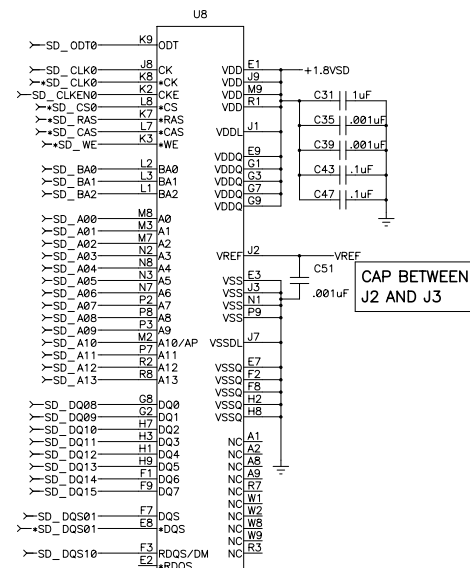 U8
SD_ODT0 K9 ODT
SD_CLK0 J8 CK
*SD_CLK0 K8 *CK
SD_CLKEN0 K2 CKE
*SD_CS0 L8 *CS
*SD_RAS K7 *RAS
*SD_CAS L7 *CAS
*SD_WE K3 *WE
SD_BA0 L2 BA0
SD_BA1 L3 BA1
SD_BA2 L1 BA2
SD_A00 M8 A0
SD_A01 M3 A1
SD_A02 M7 A2
SD_A03 N2 A3
SD_A04 N8 A4
SD_A05 N3 A5
SD_A06 N7 A6
SD_A07 P2 A7
SD_A08 P8 A8
SD_A09 P3 A9
SD_A10 M2 A10/AP
SD_A11 P7 A11
SD_A12 R2 A12
SD_A13 R8 A13
SD_DQ08 G8 DQ0
SD_DQ09 G2 DQ1
SD_DQ10 H7 DQ2
SD_DQ11 H3 DQ3
SD_DQ12 H1 DQ4
SD_DQ13 H9 DQ5
SD_DQ14 F1 DQ6
SD_DQ15 F9 DQ7
SD_DQS01 F7 DQS
*SD_DQS01 E8 *DQS
SD_DQS10 F3 RDQS/DM
E2 *RDQS
VDD E1 +1.8VSD
VDD J9
VDD M9
VDD R1
VDDL J1
VDDQ E9
VDDQ G1
VDDQ G3
VDDQ G7
VDDQ G9
C31 1uF
C35 .001uF
C39 .001uF
C43 .1uF
C47 .1uF
VREF J2 VREF
C51
.001uF
CAP BETWEEN
J2 AND J3
VSS E3
VSS J3
VSS N1
VSS P9
VSSDL J7
VSSQ E7
VSSQ F2
VSSQ F8
VSSQ H2
VSSQ H8
NC A1
NC A2
NC A8
NC A9
NC R7
NC W1
NC W2
NC W8
NC W9
NC R3